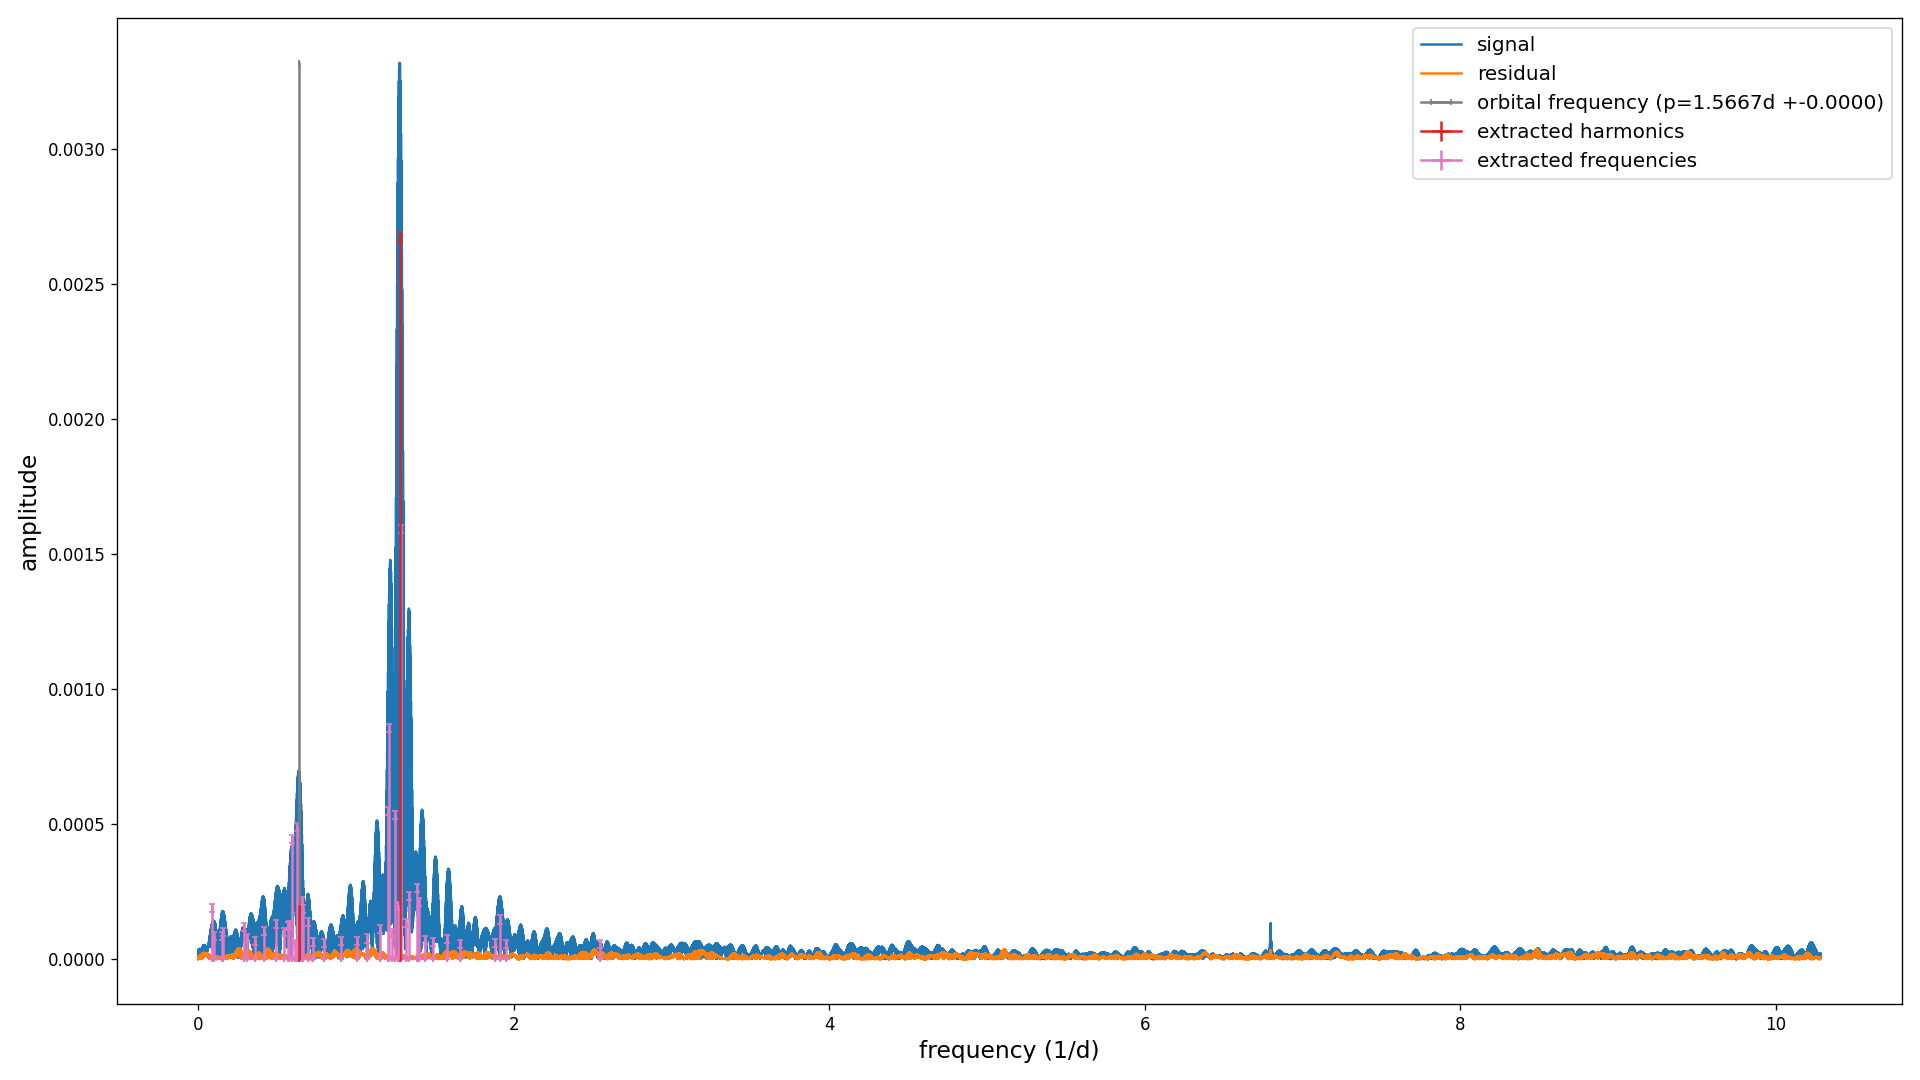 signal
residual
orbital frequency (p=1.5667d +-0.0000)
extracted harmonics
extracted frequencies
0.0030
0.0025
0.0020
0.0015
0.0010
0.0005
0.0000
amplitude
0 2 4 6 8 10
frequency (1/d)